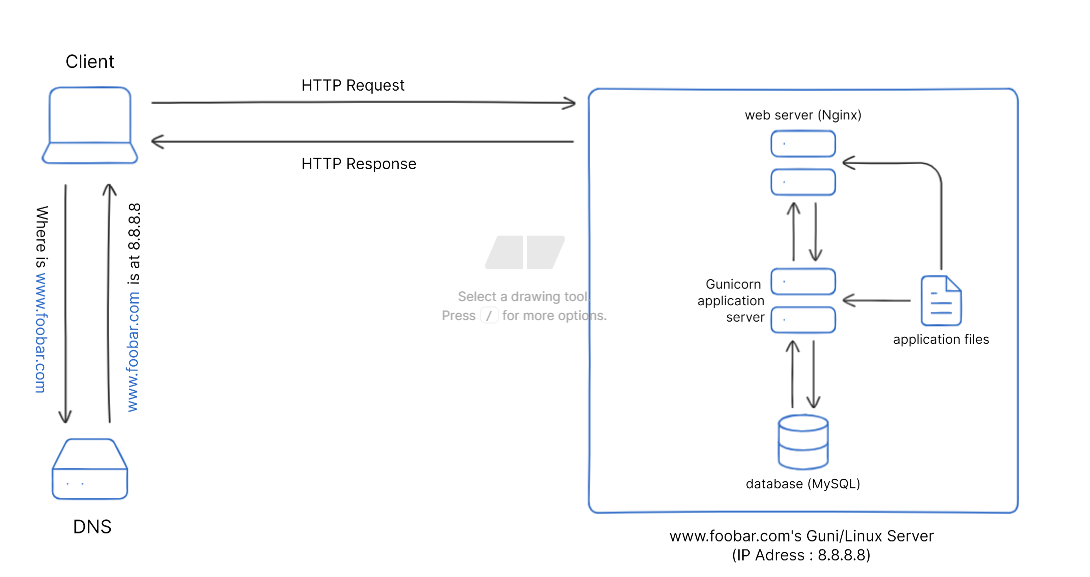 Client
HTTP Request
HTTP Response
Where is www.foobar.com
www.foobar.com is at 8.8.8.8
DNS
Select a drawing tool.
Press / for more options.
web server (Nginx)
Gunicorn
application
server
application files
database (MySQL)
www.foobar.com's Guni/Linux Server
(IP Adress : 8.8.8.8)